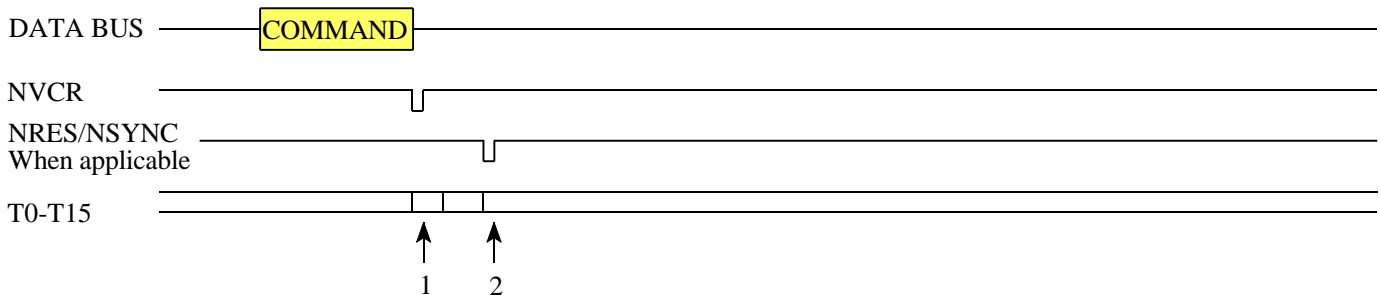 DATA BUS
COMMAND
NVCR
NRES/NSYNC
When applicable
T0-T15
1
2